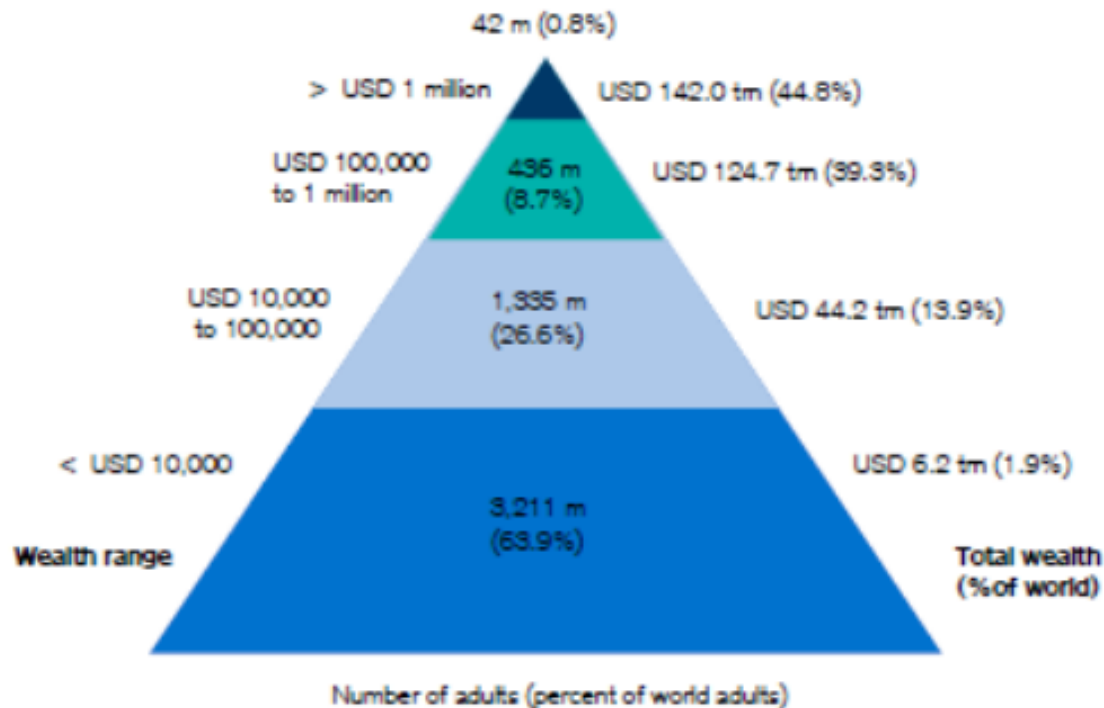 42 m (0.8%)
> USD 1 million
USD 142.0 trn (44.8%)
USD 100,000
to 1 million
436 m
(8.7%)
USD 124.7 trn (39.3%)
USD 10,000
to 100,000
1,335 m
(26.6%)
USD 44.2 trn (13.9%)
< USD 10,000
USD 6.2 trn (1.9%)
3,211 m
(63.9%)
Wealth range
Total wealth
(% of world)
Number of adults (percent of world adults)